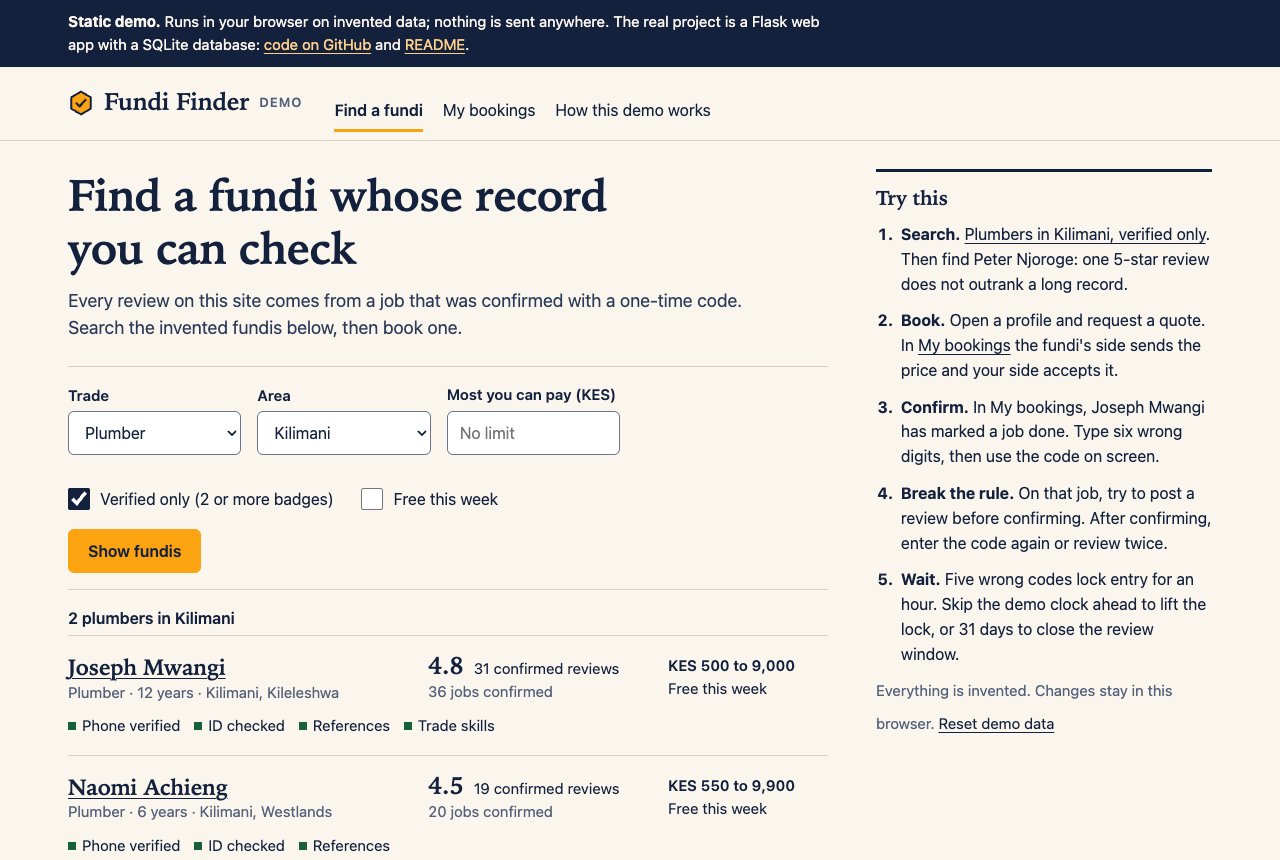 Static demo. Runs in your browser on invented data; nothing is sent anywhere. The real project is a Flask web
app with a SQLite database: code on GitHub and README.
Fundi Finder DEMO
Find a fundi
My bookings
How this demo works
Find a fundi whose record
you can check
Every review on this site comes from a job that was confirmed with a one-time code.
Search the invented fundis below, then book one.
Trade
Area
Most you can pay (KES)
Plumber
Kilimani
No limit
Verified only (2 or more badges)
Free this week
Show fundis
2 plumbers in Kilimani
Joseph Mwangi
Plumber · 12 years · Kilimani, Kileleshwa
4.8 31 confirmed reviews
36 jobs confirmed
KES 500 to 9,000
Free this week
Phone verified
ID checked
References
Trade skills
Naomi Achieng
Plumber · 6 years · Kilimani, Westlands
4.5 19 confirmed reviews
20 jobs confirmed
KES 550 to 9,900
Free this week
Phone verified
ID checked
References
Try this
1. Search. Plumbers in Kilimani, verified only.
Then find Peter Njoroge: one 5-star review
does not outrank a long record.
2. Book. Open a profile and request a quote.
In My bookings the fundi's side sends the
price and your side accepts it.
3. Confirm. In My bookings, Joseph Mwangi
has marked a job done. Type six wrong
digits, then use the code on screen.
4. Break the rule. On that job, try to post a
review before confirming. After confirming,
enter the code again or review twice.
5. Wait. Five wrong codes lock entry for an
hour. Skip the demo clock ahead to lift the
lock, or 31 days to close the review
window.
Everything is invented. Changes stay in this
browser. Reset demo data